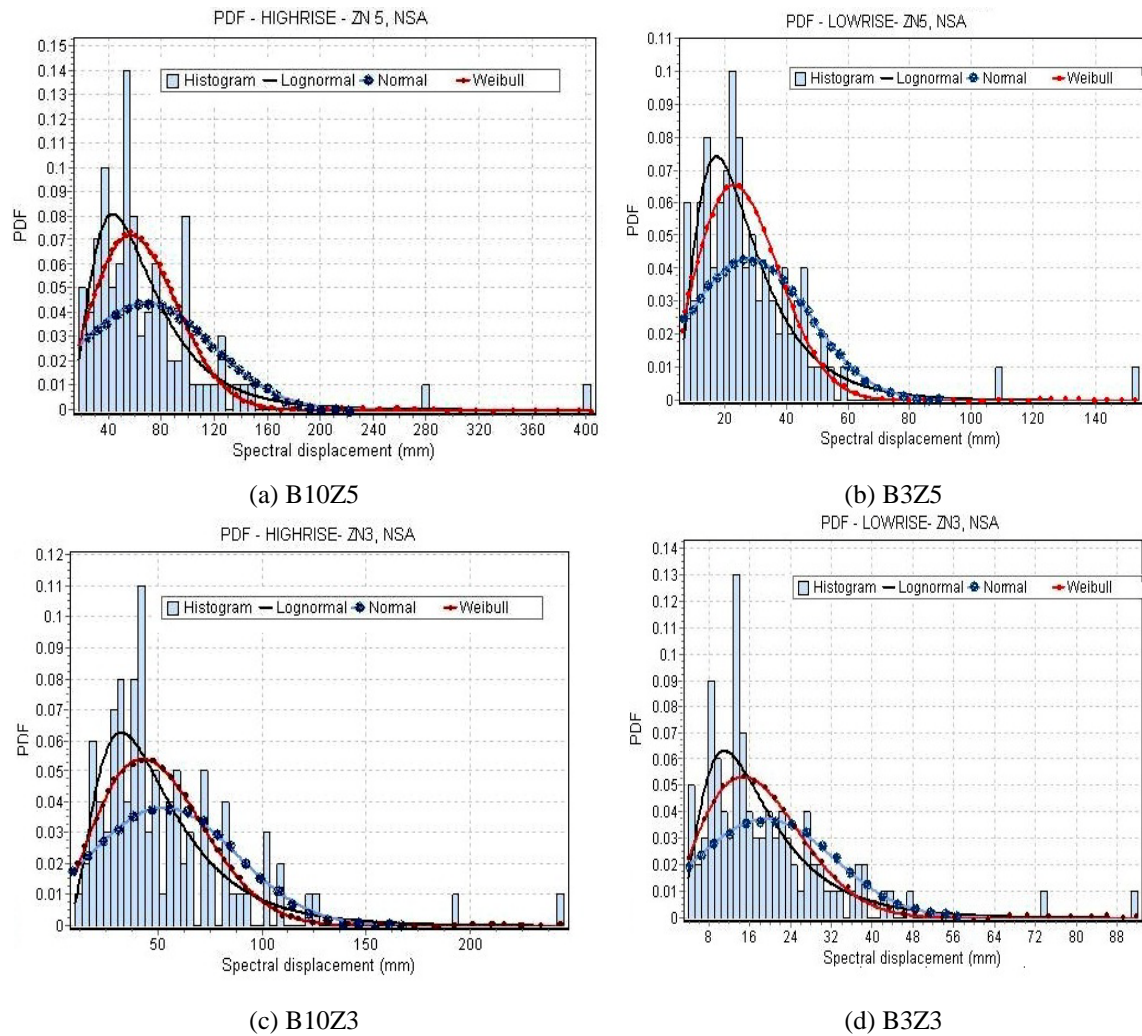 PDF - HIGHRISE - ZN 5, NSA
0.15
0.14
0.13
0.12
0.11
0.1
0.09
0.08
0.07
0.06
0.05
0.04
0.03
0.02
0.01
0
PDF
Histogram Lognormal Normal Weibull
40 80 120 160 200 240 280 320 360 400
Spectral displacement (mm)
(a) B10Z5
PDF - LOWRISE- ZN5, NSA
0.11
0.1
0.09
0.08
0.07
0.06
0.05
0.04
0.03
0.02
0.01
0
PDF
Histogram Lognormal Normal Weibull
20 40 60 80 100 120 140
Spectral displacement (mm)
(b) B3Z5
PDF - HIGHRISE- ZN3, NSA
0.12
0.11
0.1
0.09
0.08
0.07
0.06
0.05
0.04
0.03
0.02
0.01
0
PDF
Histogram Lognormal Normal Weibull
50 100 150 200
Spectral displacement (mm)
(c) B10Z3
PDF - LOWRISE- ZN3, NSA
0.14
0.13
0.12
0.11
0.1
0.09
0.08
0.07
0.06
0.05
0.04
0.03
0.02
0.01
0
PDF
Histogram Lognormal Normal Weibull
8 16 24 32 40 48 56 64 72 80 88
Spectral displacement (mm)
(d) B3Z3